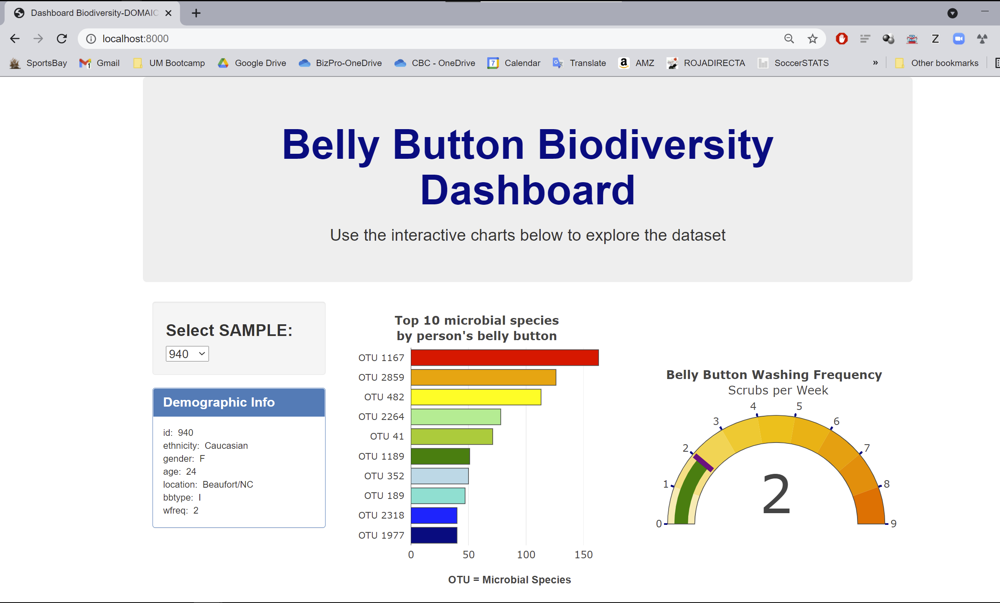 Dashboard Biodiversity-DOMAIC
localhost:8000
SportsBay
1
Gmail
UM Bootcamp
Google Drive
BizPro-OneDrive
CBC - OneDrive
7
Calendar
Translate
a
AMZ
ROJADIRECTA
SoccerSTATS
»
Other bookmarks
Z
Belly Button Biodiversity
Dashboard
Use the interactive charts below to explore the dataset
Select SAMPLE:
940
Demographic Info
id: 940
ethnicity: Caucasian
gender: F
age: 24
location: Beaufort/NC
bbtype: I
wfreq: 2
Top 10 microbial species
by person's belly button
OTU 1167
OTU 2859
OTU 482
OTU 2264
OTU 41
OTU 1189
OTU 352
OTU 189
OTU 2318
OTU 1977
0 50 100 150
OTU = Microbial Species
Belly Button Washing Frequency
Scrubs per Week
0
1
2
3
4
5
6
7
8
9
2